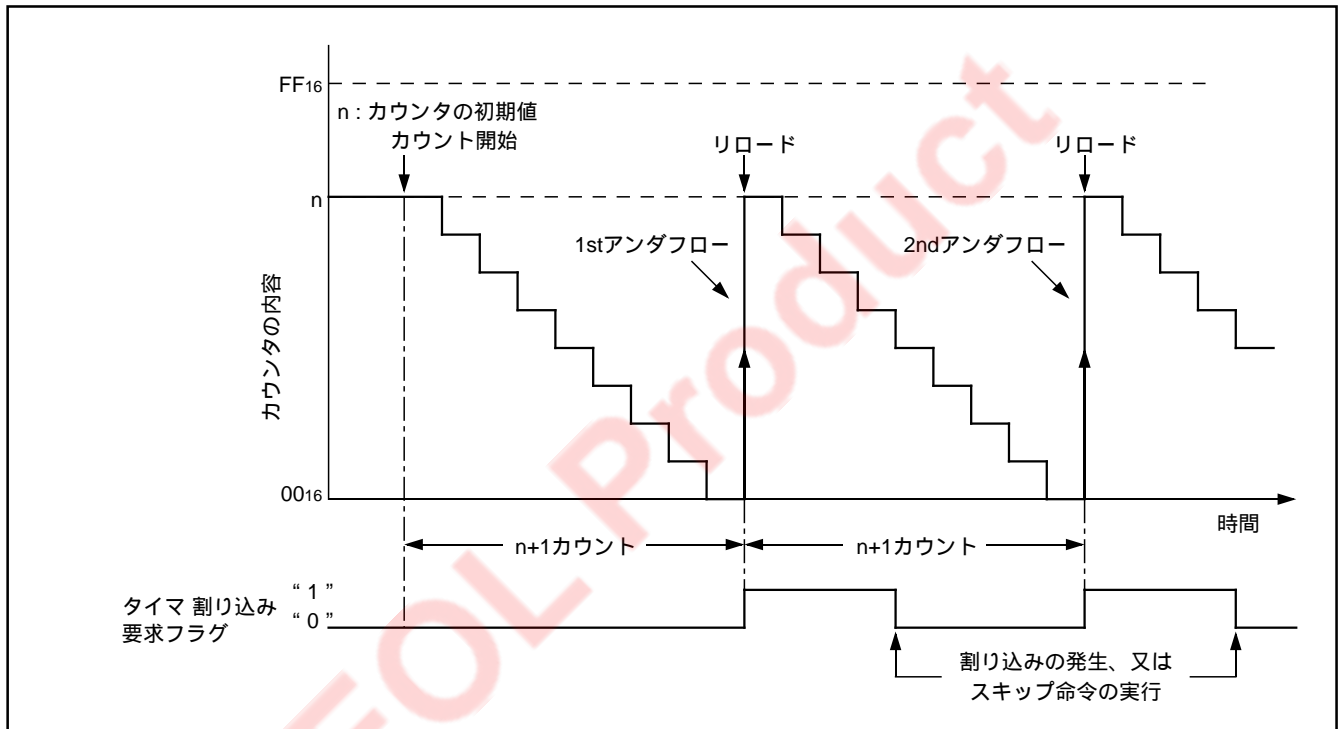 FF16
n : カウンタの初期値
カウント開始
リロード
リロード
n
1stアンダフロー
2ndアンダフロー
カウンタの内容
0016
時間
n+1カウント
n+1カウント
タイマ 割り込み
要求フラグ
“ 1 ”
“ 0 ”
割り込みの発生、又は
スキップ命令の実行
EOL Product